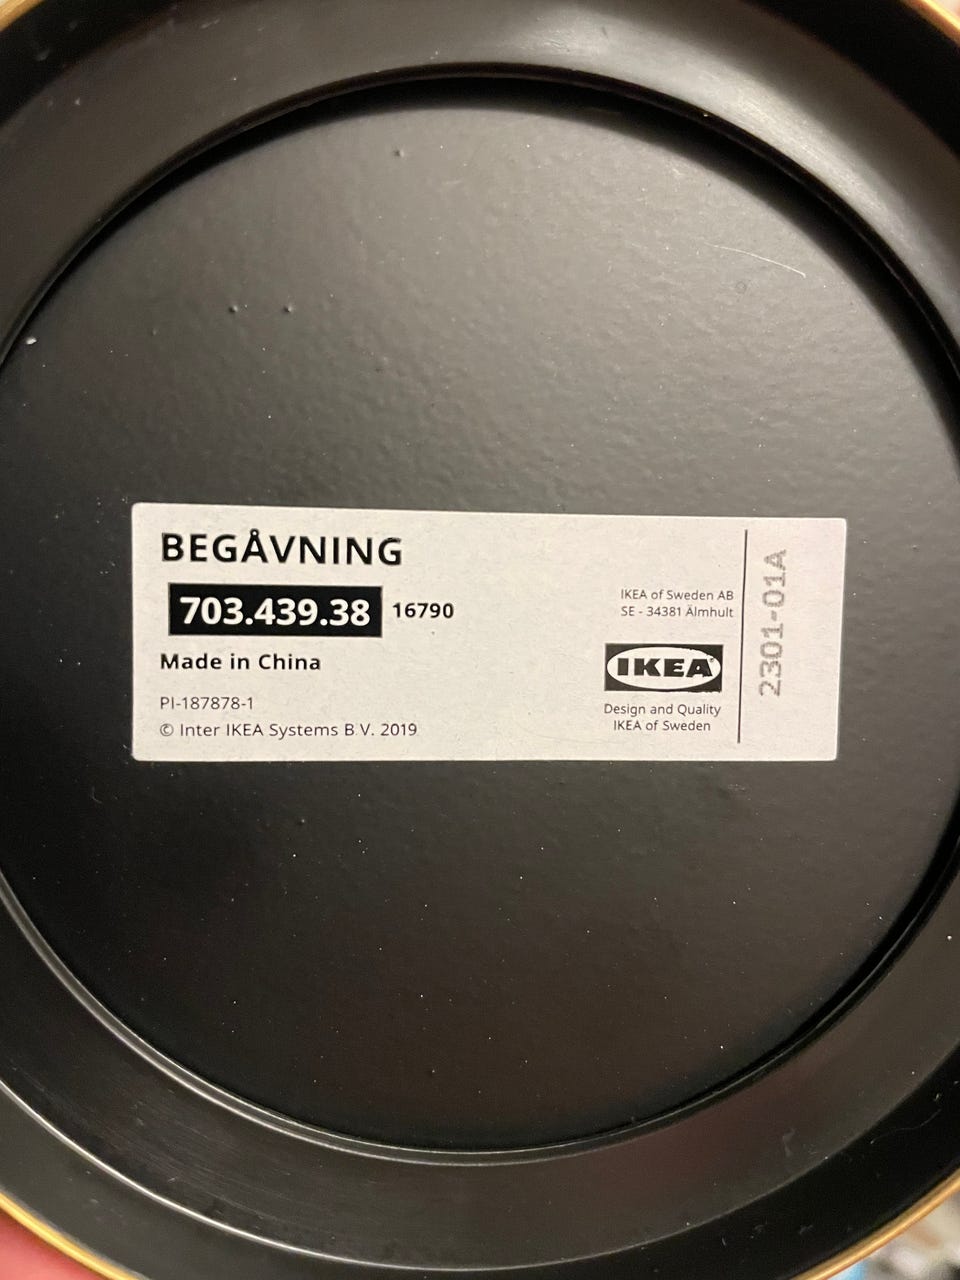 BEGÅVNING
703.439.38 16790
Made in China
PI-187878-1
© Inter IKEA Systems B.V. 2019
IKEA of Sweden AB
SE - 34381 Älmhult
IKEA®
Design and Quality
IKEA of Sweden
2301-01A